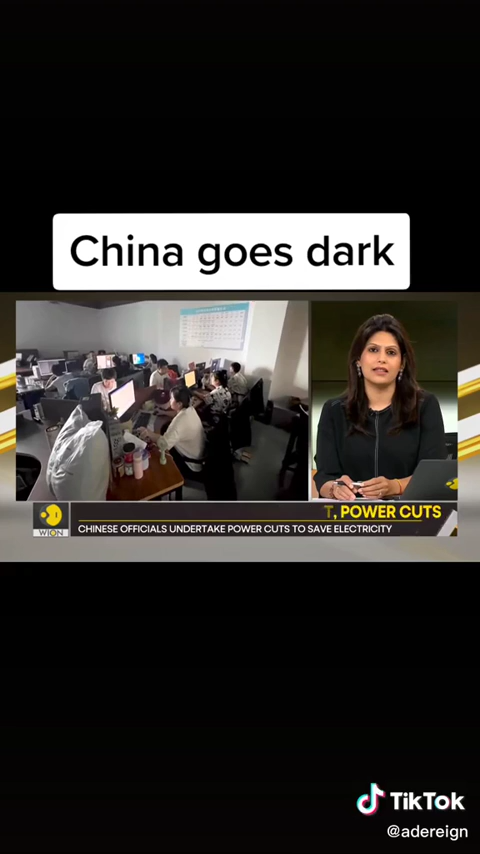 China goes dark
T, POWER CUTS
CHINESE OFFICIALS UNDERTAKE POWER CUTS TO SAVE ELECTRICITY
WION
TikTok
@adereign